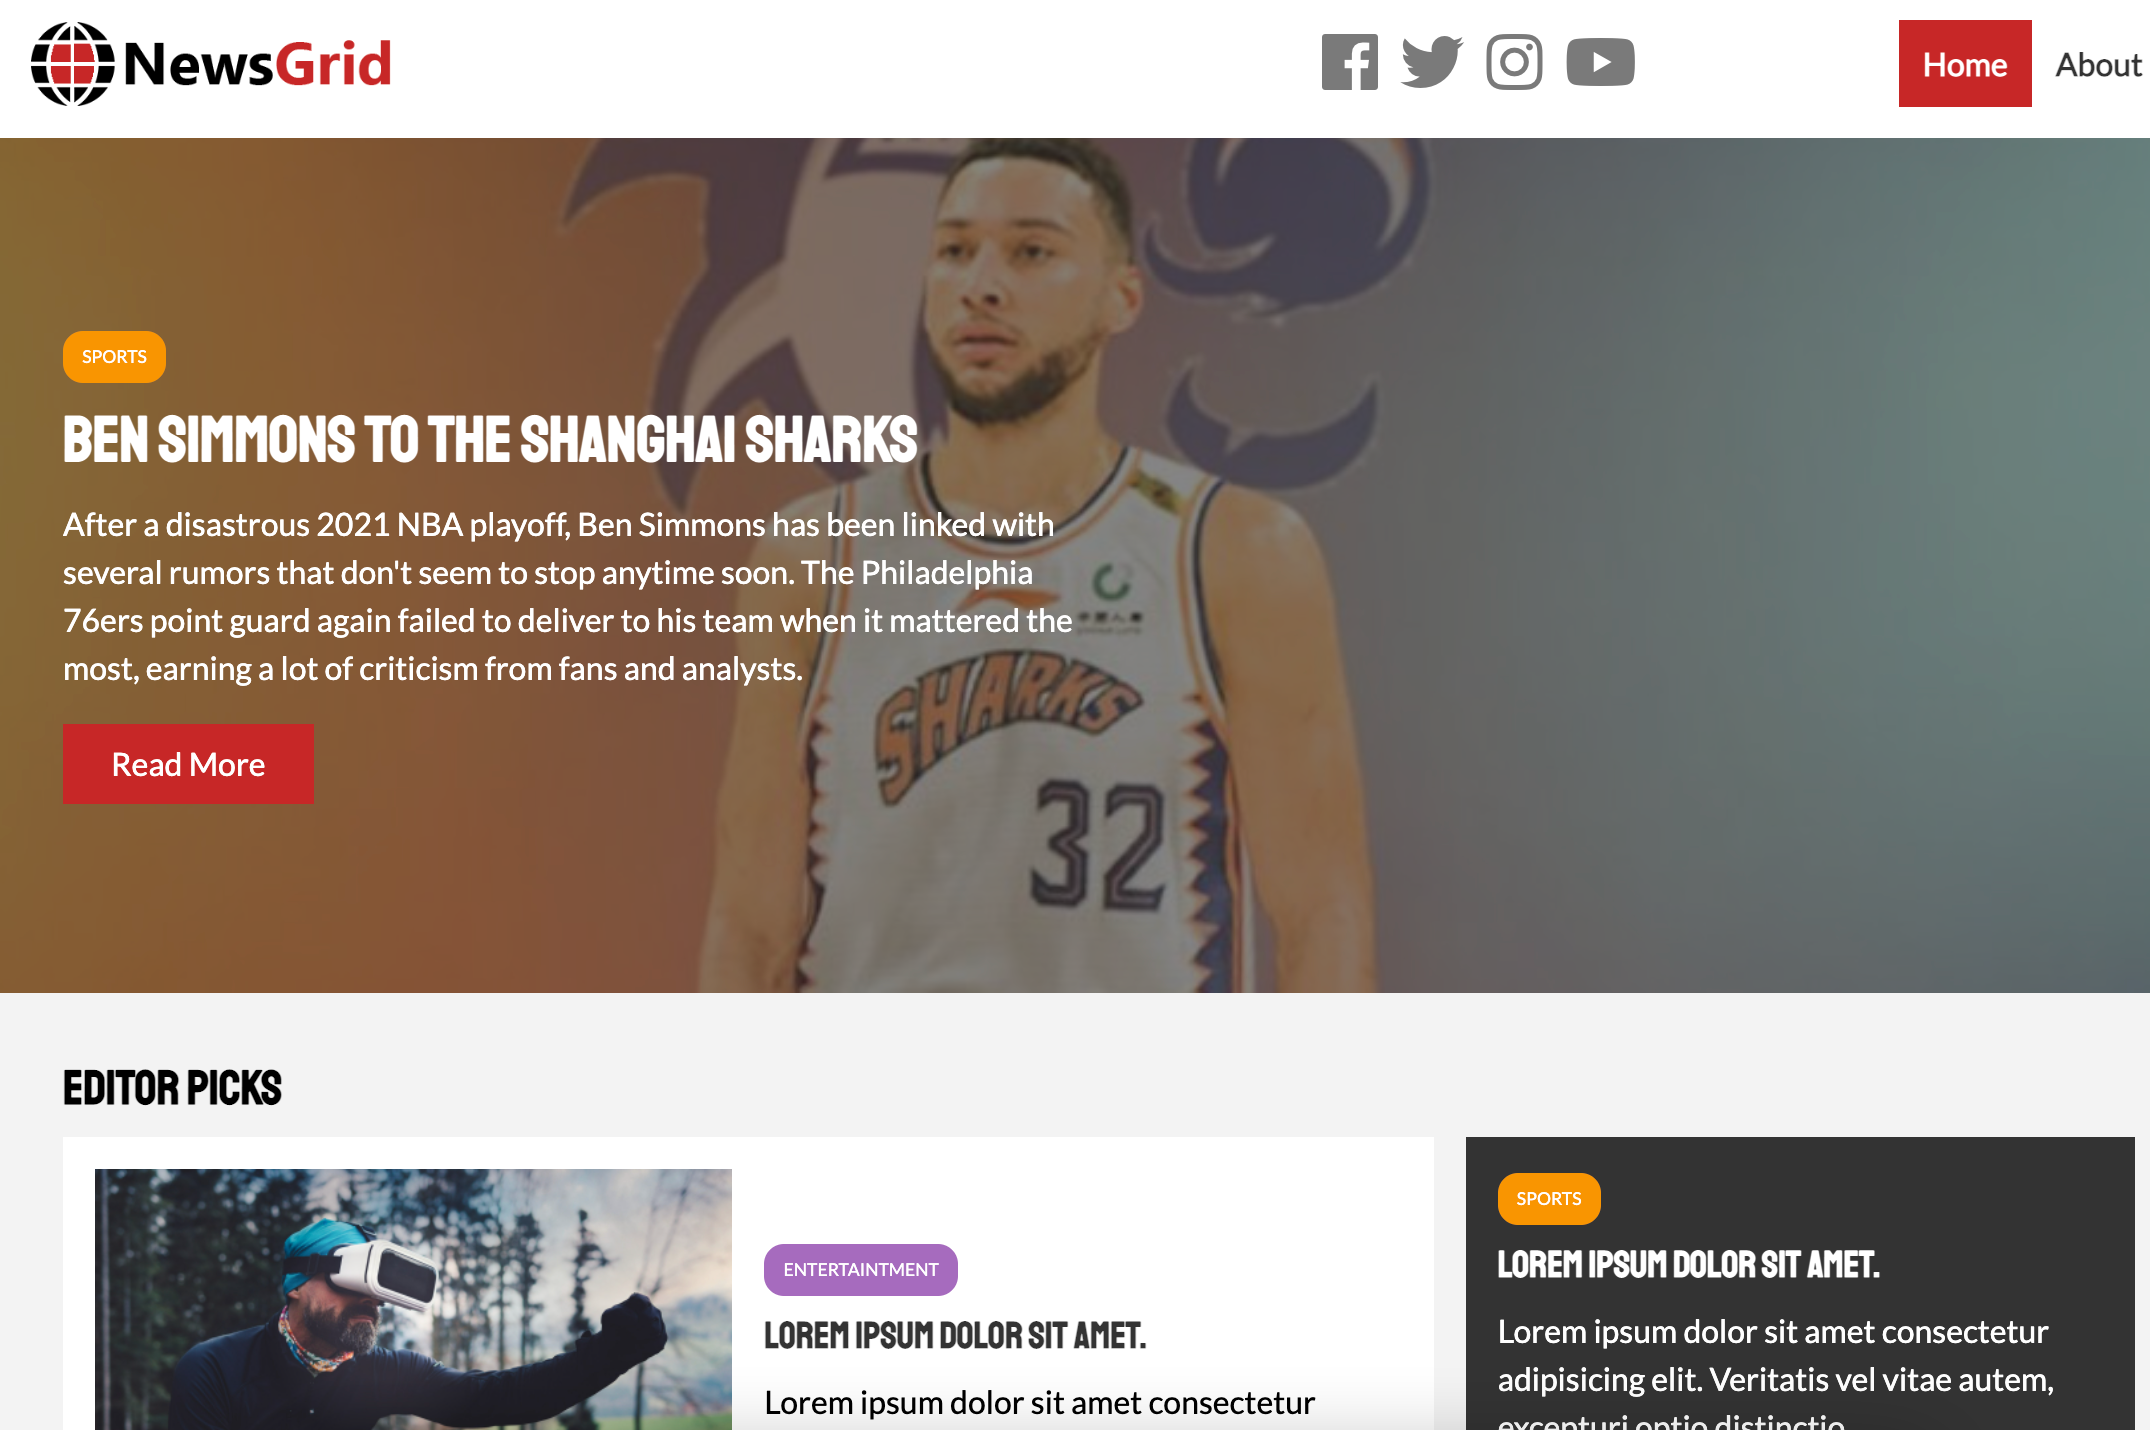 NewsGrid
Home
About
SPORTS
BEN SIMMONS TO THE SHANGHAI SHARKS
After a disastrous 2021 NBA playoff, Ben Simmons has been linked with
several rumors that don't seem to stop anytime soon. The Philadelphia
76ers point guard again failed to deliver to his team when it mattered the
most, earning a lot of criticism from fans and analysts.
Read More
SHARKS
32
EDITOR PICKS
ENTERTAINTMENT
LOREM IPSUM DOLOR SIT AMET.
Lorem ipsum dolor sit amet consectetur
SPORTS
LOREM IPSUM DOLOR SIT AMET.
Lorem ipsum dolor sit amet consectetur
adipisicing elit. Veritatis vel vitae autem,
excepturi optio distinctio